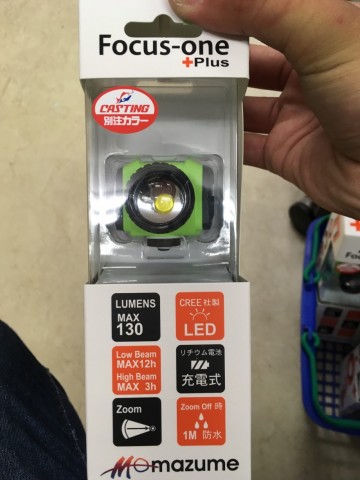 Focus-one
+Plus
CASTING
別注カラー
LUMENS
MAX
130
CREE社製
LED
Low Beam
MAX12h
High Beam
MAX 3h
リチウム電池
充電式
Zoom
Zoom Off 時
1M 防水
Momazume